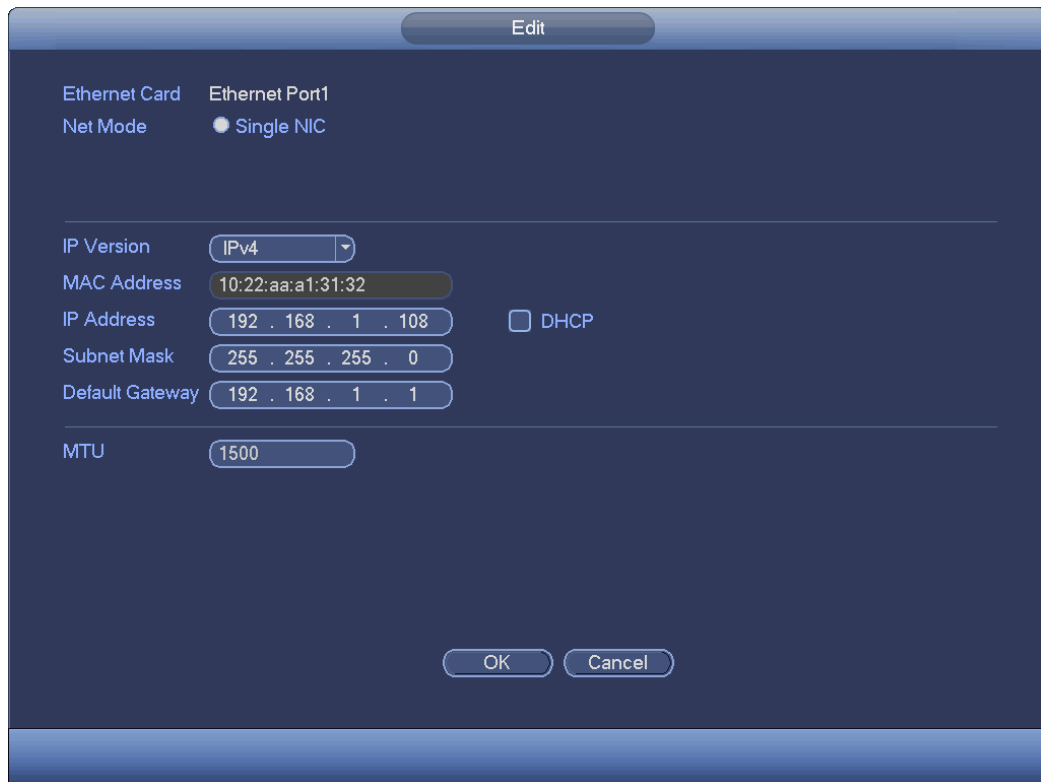 Edit
Ethernet Card Ethernet Port1
Net Mode Single NIC
IP Version IPv4
MAC Address 10:22:aa:a1:31:32
IP Address 192 . 168 . 1 . 108 DHCP
Subnet Mask 255 . 255 . 255 . 0
Default Gateway 192 . 168 . 1 . 1
MTU 1500
OK Cancel